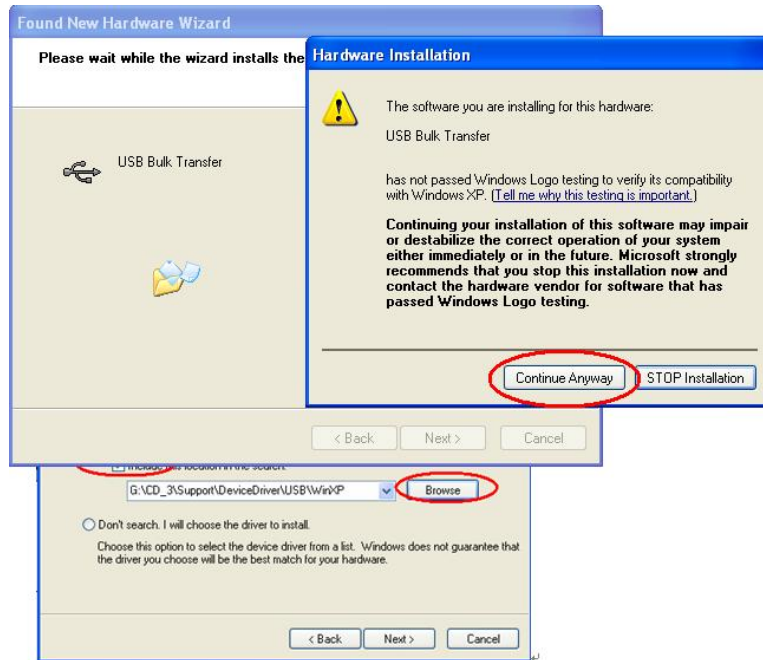 Found New Hardware Wizard
Please wait while the wizard installs the
USB Bulk Transfer
Hardware Installation
The software you are installing for this hardware:
USB Bulk Transfer
has not passed Windows Logo testing to verify its compatibility
with Windows XP. (Tell me why this testing is important.)
Continuing your installation of this software may impair
or destabilize the correct operation of your system
either immediately or in the future. Microsoft strongly
recommends that you stop this installation now and
contact the hardware vendor for software that has
passed Windows Logo testing.
Continue Anyway STOP Installation
< Back Next > Cancel
Include this location in the search:
G:\CD_3\Support\DeviceDriver\USB\WinXP Browse
Don't search. I will choose the driver to install.
Choose this option to select the device driver from a list. Windows does not guarantee that
the driver you choose will be the best match for your hardware.
< Back Next > Cancel